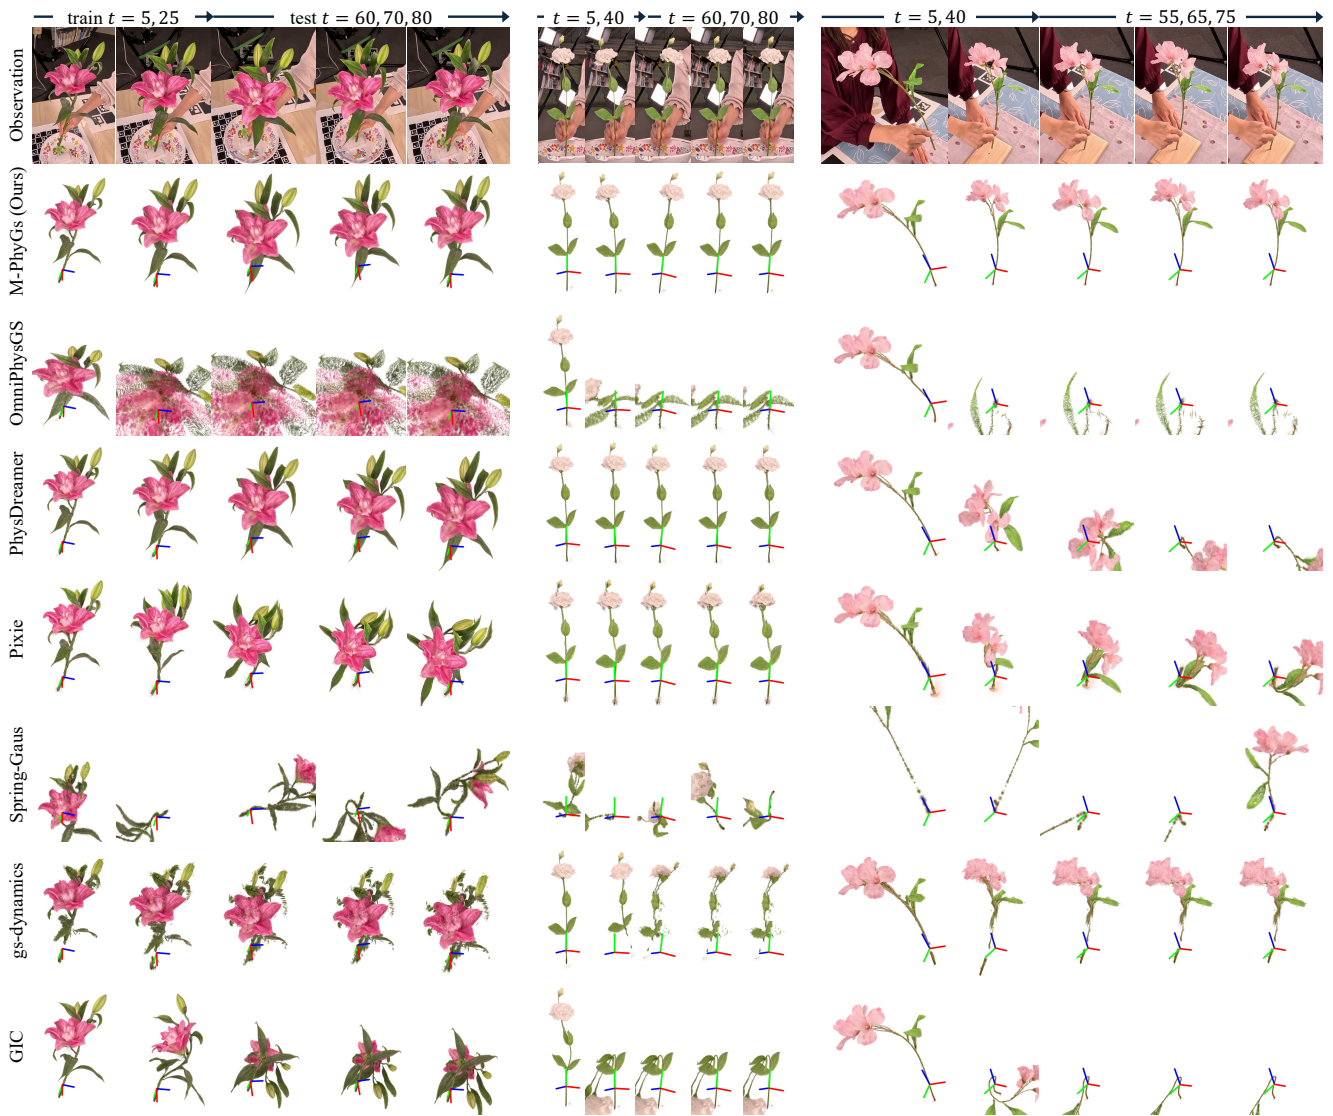 train t = 5, 25 test t = 60, 70, 80 t = 5, 40 t = 60, 70, 80 t = 5, 40 t = 55, 65, 75
Observation
M-PhyGs (Ours)
OmniPhysGS
PhysDreamer
Pixie
Spring-Gaus
gs-dynamics
GIC